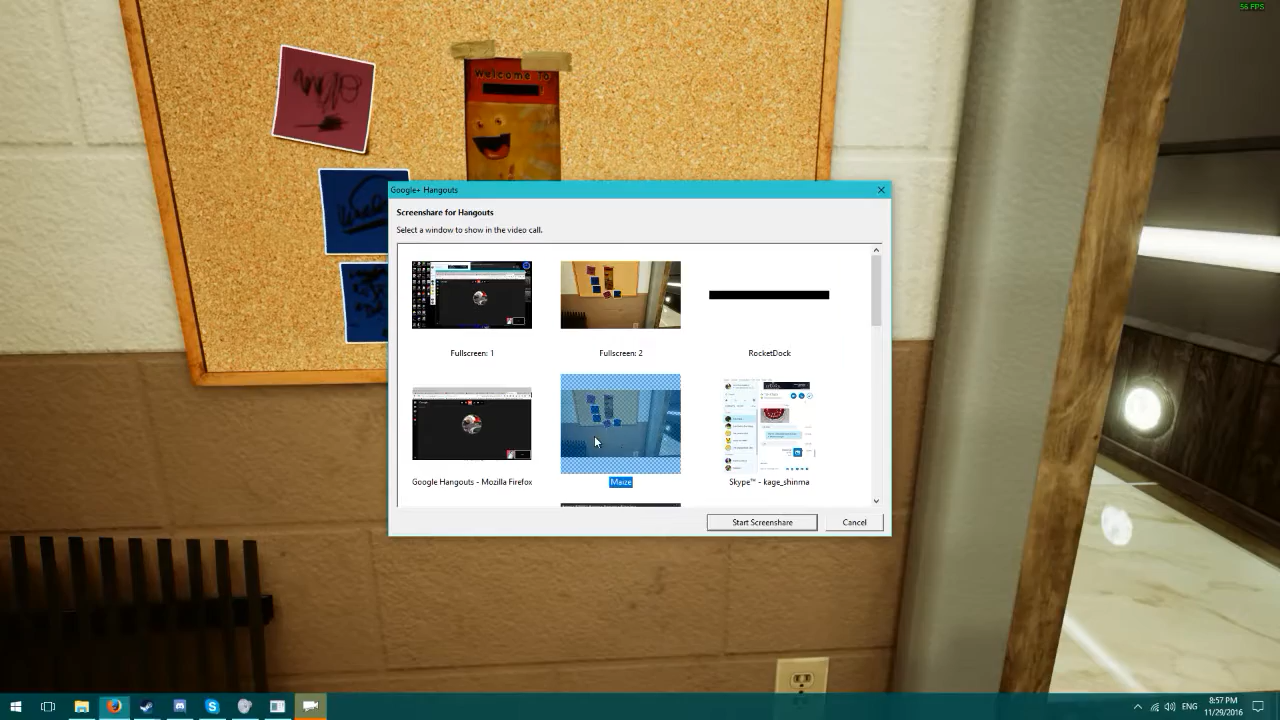 56 FPS
Welcome To
Google+ Hangouts
Screenshare for Hangouts
Select a window to show in the video call.
Fullscreen: 1
Fullscreen: 2
RocketDock
Google Hangouts - Mozilla Firefox
Maize
Skype™ - kage_shinma
Start Screenshare
Cancel
ENG
8:57 PM
11/29/2016